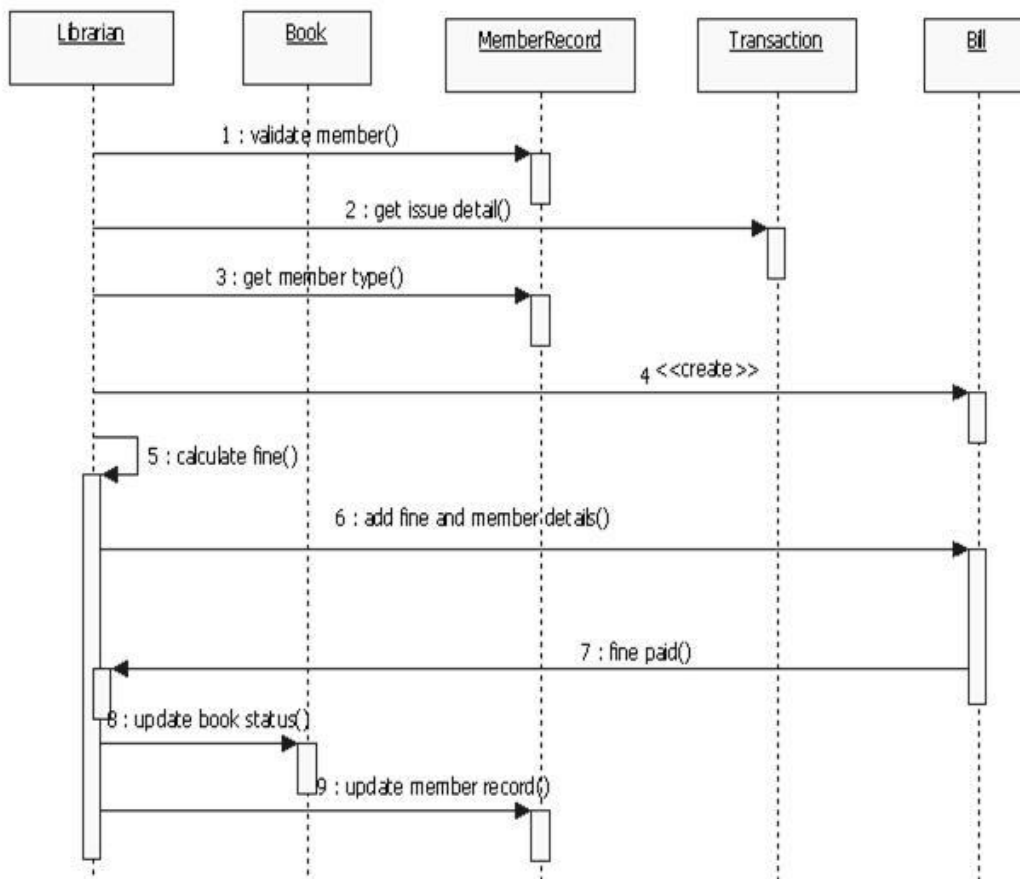 Librarian
Book
MemberRecord
Transaction
Bill
1 : validate member()
2 : get issue detail()
3 : get member type()
4 <<create>>
5 : calculate fine()
6 : add fine and member details()
7 : fine paid()
8 : update book status()
9 : update member record()